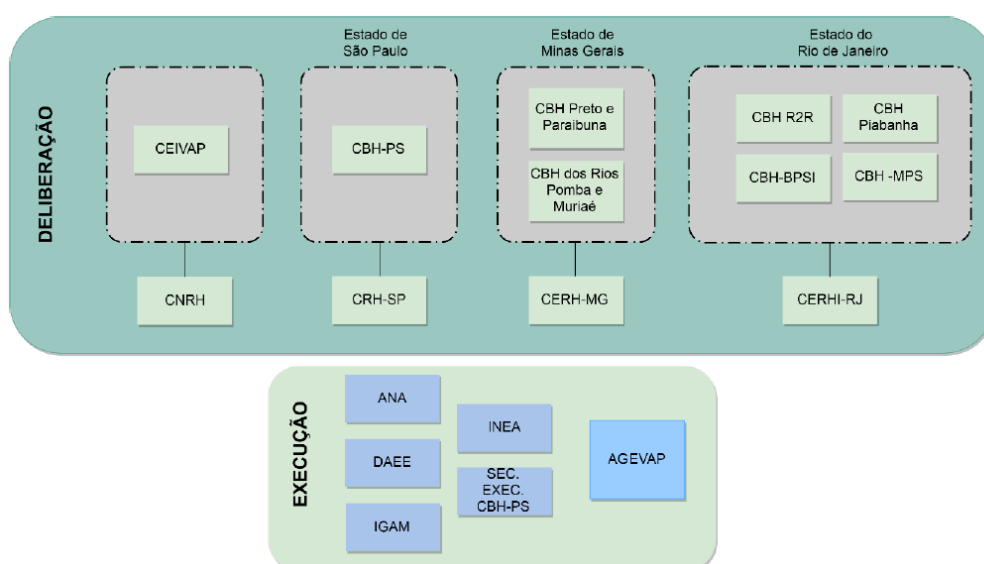 DELIBERAÇÃO
Estado de
São Paulo
Estado de
Minas Gerais
Estado do
Rio de Janeiro
CEIVAP
CBH-PS
CBH Preto e
Paraibuna
CBH dos Rios
Pomba e
Muriaé
CBH R2R
CBH
Piabanha
CBH-BPSI
CBH -MPS
CNRH
CRH-SP
CERH-MG
CERHI-RJ
EXECUÇÃO
ANA
DAEE
IGAM
INEA
SEC.
EXEC.
CBH-PS
AGEVAP